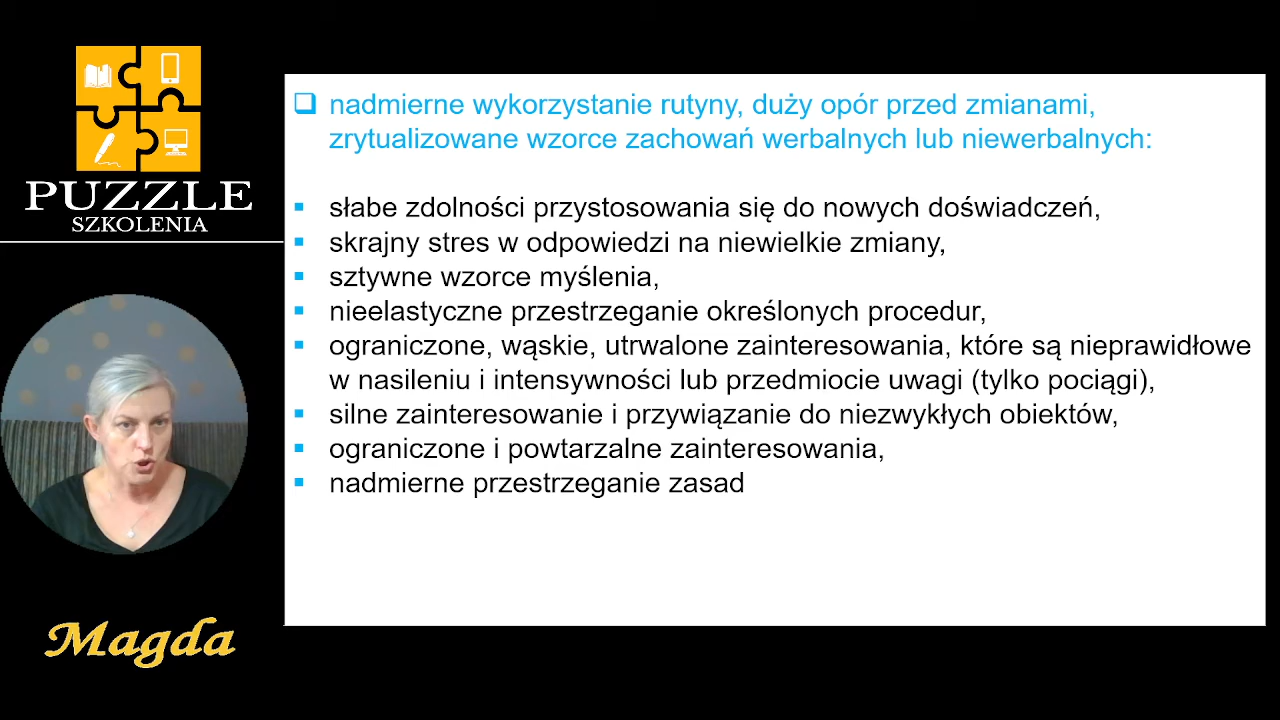 PUZZLE
SZKOLENIA
Magda
nadmierne wykorzystanie rutyny, duży opór przed zmianami,
zrytualizowane wzorce zachowań werbalnych lub niewerbalnych:
słabe zdolności przystosowania się do nowych doświadczeń,
skrajny stres w odpowiedzi na niewielkie zmiany,
sztywne wzorce myślenia,
nieelastyczne przestrzeganie określonych procedur,
ograniczone, wąskie, utrwalone zainteresowania, które są nieprawidłowe
w nasileniu i intensywności lub przedmiocie uwagi (tylko pociągi),
silne zainteresowanie i przywiązanie do niezwykłych obiektów,
ograniczone i powtarzalne zainteresowania,
nadmierne przestrzeganie zasad